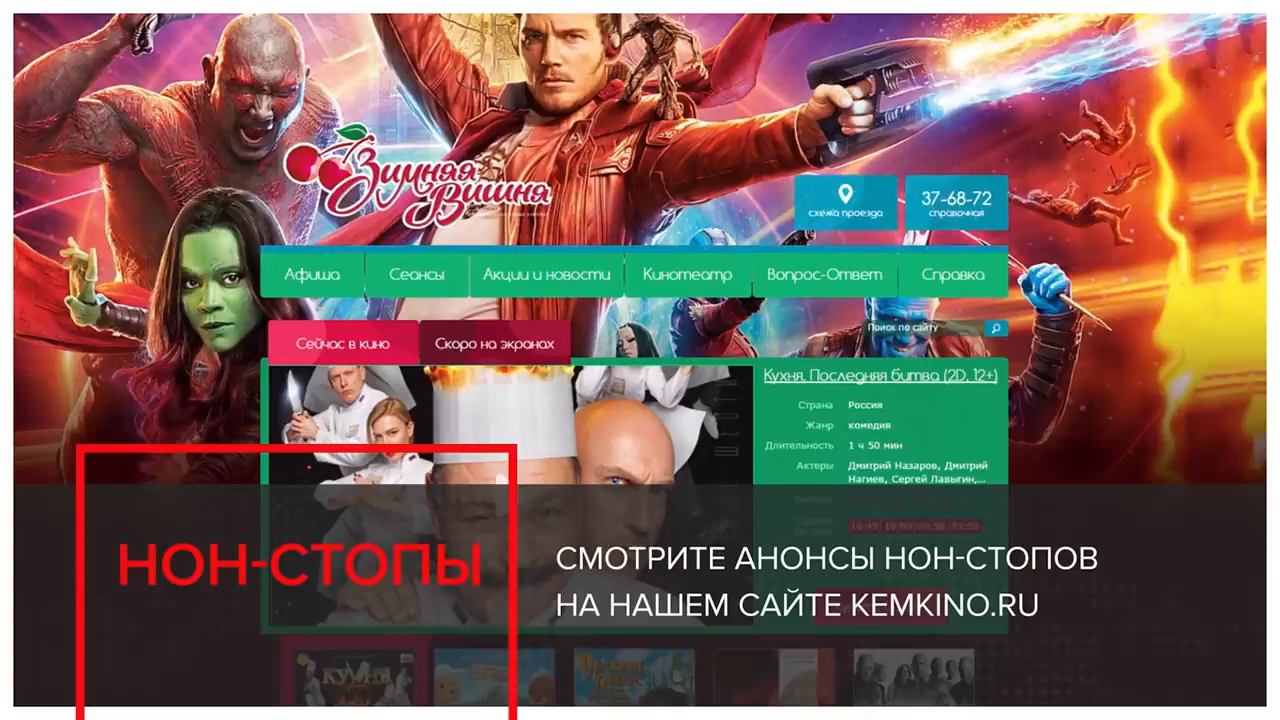 Зимняя
Вишня
схема проезда
37-68-72
справочная
Афиша
Сеансы
Акции и новости
Кинотеатр
Вопрос-Ответ
Справка
Сейчас в кино
Скоро на экранах
Поиск по сайту
Кухня. Последняя битва (2D, 12+)
Страна Россия
Жанр комедия
Длительность 1 ч 50 мин
Актеры Дмитрий Назаров, Дмитрий
Нагиев, Сергей Лавыгин,...
НОН-СТОПЫ
СМОТРИТЕ АНОНСЫ НОН-СТОПОВ
НА НАШЕМ САЙТЕ KEMKINO.RU
КУХНЯ